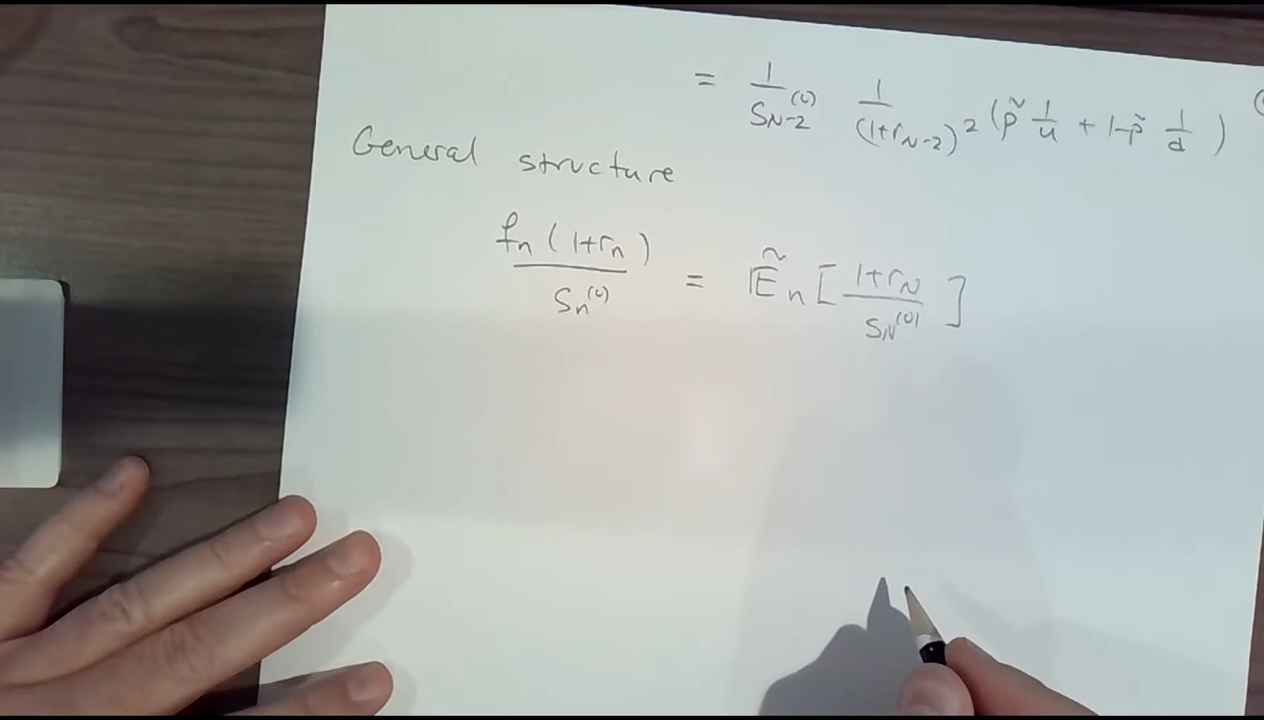 = 1/S_{N-2}^{(0)} 1/(1+r_{N-2})^2 (p̃ 1/u + 1-p̃ 1/d)
General structure
f_n(1+r_n)/S_n^{(0)} = Ẽ_n[(1+r_N)/S_N^{(0)}]